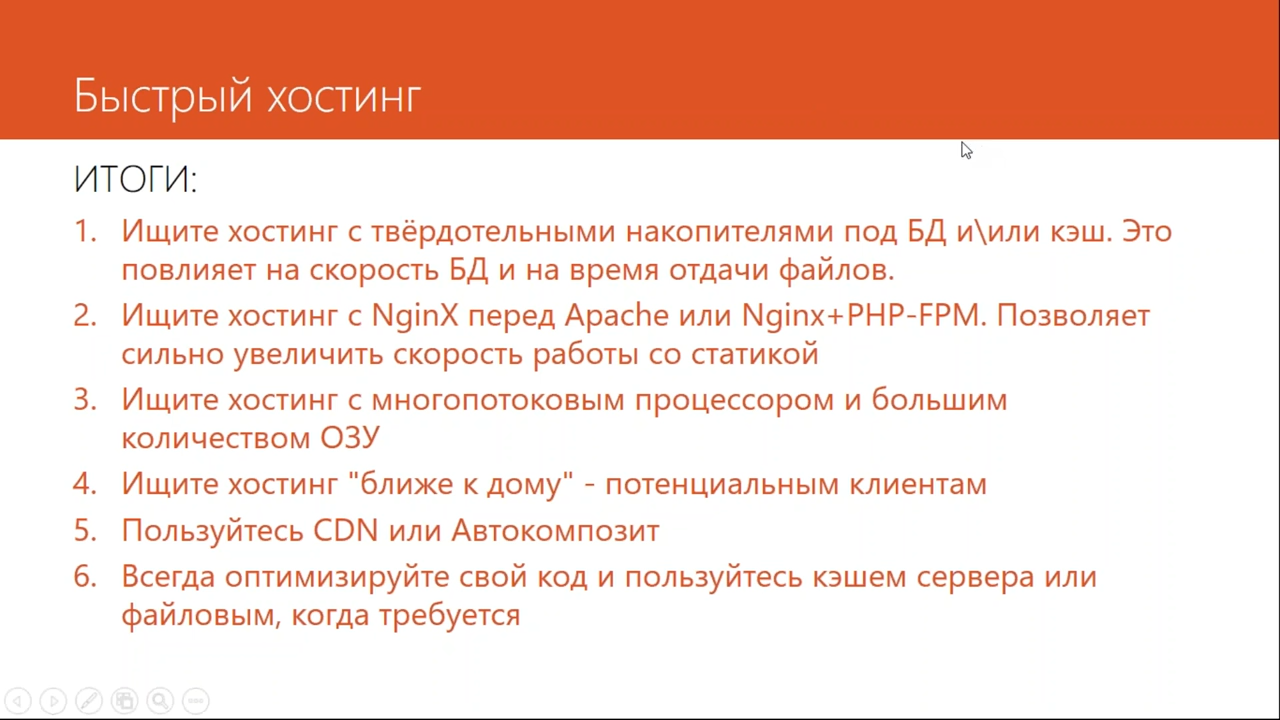 Быстрый хостинг
ИТОГИ:
1. Ищите хостинг с твёрдотельными накопителями под БД и\или кэш. Это
повлияет на скорость БД и на время отдачи файлов.
2. Ищите хостинг с NginX перед Apache или Nginx+PHP-FPM. Позволяет
сильно увеличить скорость работы со статикой
3. Ищите хостинг с многопотоковым процессором и большим
количеством ОЗУ
4. Ищите хостинг "ближе к дому" - потенциальным клиентам
5. Пользуйтесь CDN или Автокомпозит
6. Всегда оптимизируйте свой код и пользуйтесь кэшем сервера или
файловым, когда требуется